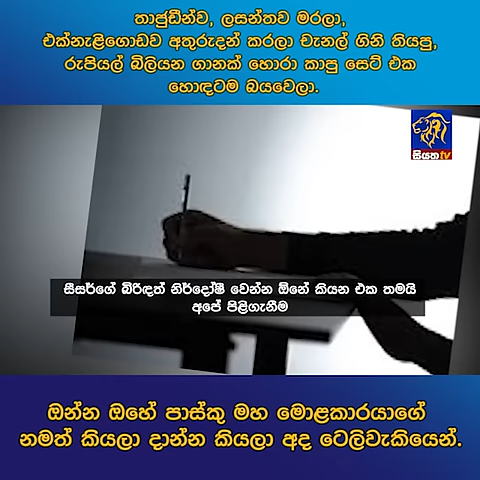 තාජුඩීන්ව, ලසන්තව මරලා,
එක්නැළිගොඩව අතුරුදන් කරලා චැනල් ගිනි තියපු,
රුපියල් බිලියන ගානක් හොරා කාපු සෙට් එක
හොඳටම බයවෙලා.
සියත tv
සීසර්ගේ බිරිඳත් නිර්දෝෂී වෙන්න ඕනේ කියන එක තමයි
අපේ පිළිගැනීම
ඔන්න ඔහේ පාස්කු මහ මොළකාරයාගේ
නමත් කියලා දාන්න කියලා අද ටෙලිවැකියෙන්.